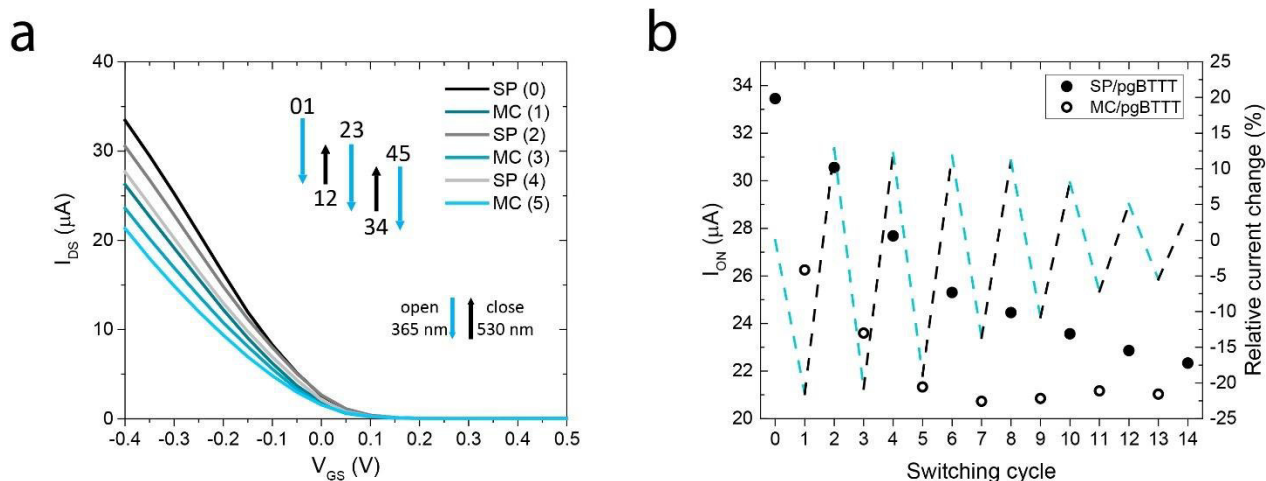 a
40
30
20
10
0
I_DS (μA)
-0.4 -0.3 -0.2 -0.1 0.0 0.1 0.2 0.3 0.4 0.5
V_GS (V)
SP (0)
MC (1)
SP (2)
MC (3)
SP (4)
MC (5)
01
23
45
12
34
open
365 nm
close
530 nm
b
34
32
30
28
26
24
22
20
I_ON (μA)
0 1 2 3 4 5 6 7 8 9 10 11 12 13 14
Switching cycle
SP/pgBTTT
MC/pgBTTT
25
20
15
10
5
0
-5
-10
-15
-20
-25
Relative current change (%)